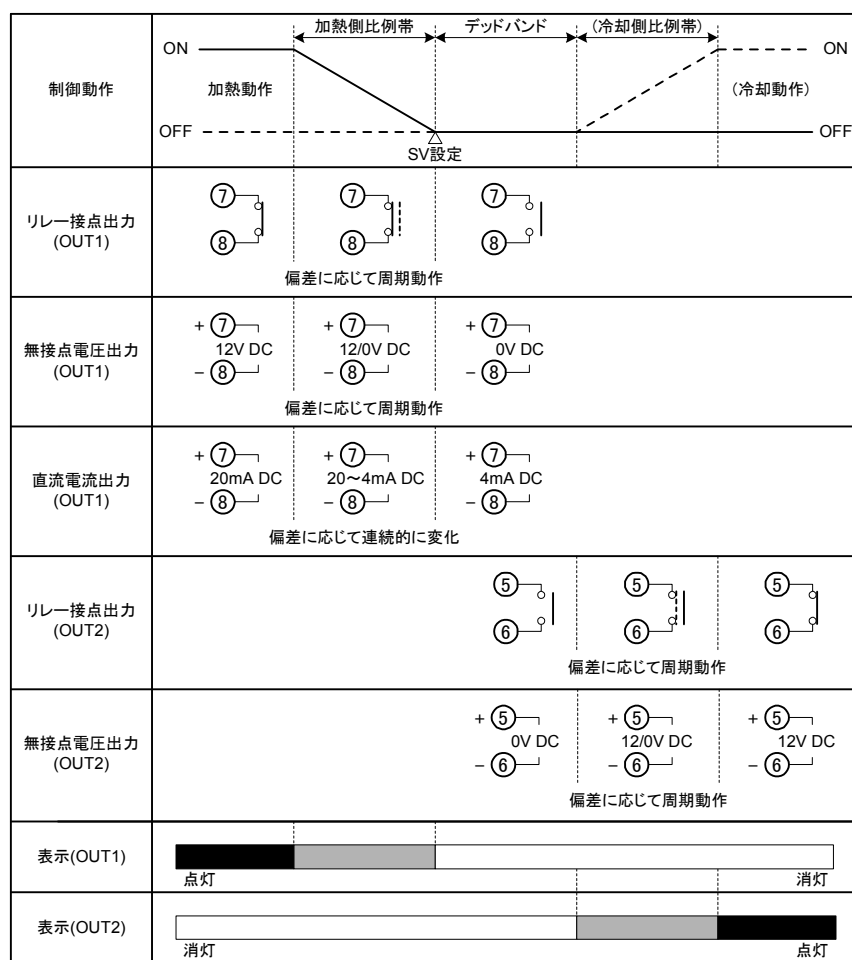 加熱側比例帯 デッドバンド (冷却側比例帯)
ON ON
制御動作 加熱動作 (冷却動作)
OFF OFF
SV設定
リレー接点出力
(OUT1)
⑦ ⑦ ⑦
⑧ ⑧ ⑧
偏差に応じて周期動作
無接点電圧出力
(OUT1)
+ ⑦ + ⑦ + ⑦
12V DC 12/0V DC 0V DC
− ⑧ − ⑧ − ⑧
偏差に応じて周期動作
直流電流出力
(OUT1)
+ ⑦ + ⑦ + ⑦
20mA DC 20～4mA DC 4mA DC
− ⑧ − ⑧ − ⑧
偏差に応じて連続的に変化
リレー接点出力
(OUT2)
⑤ ⑤ ⑤
⑥ ⑥ ⑥
偏差に応じて周期動作
無接点電圧出力
(OUT2)
+ ⑤ + ⑤ + ⑤
0V DC 12/0V DC 12V DC
− ⑥ − ⑥ − ⑥
偏差に応じて周期動作
表示(OUT1)
点灯 消灯
表示(OUT2)
消灯 点灯